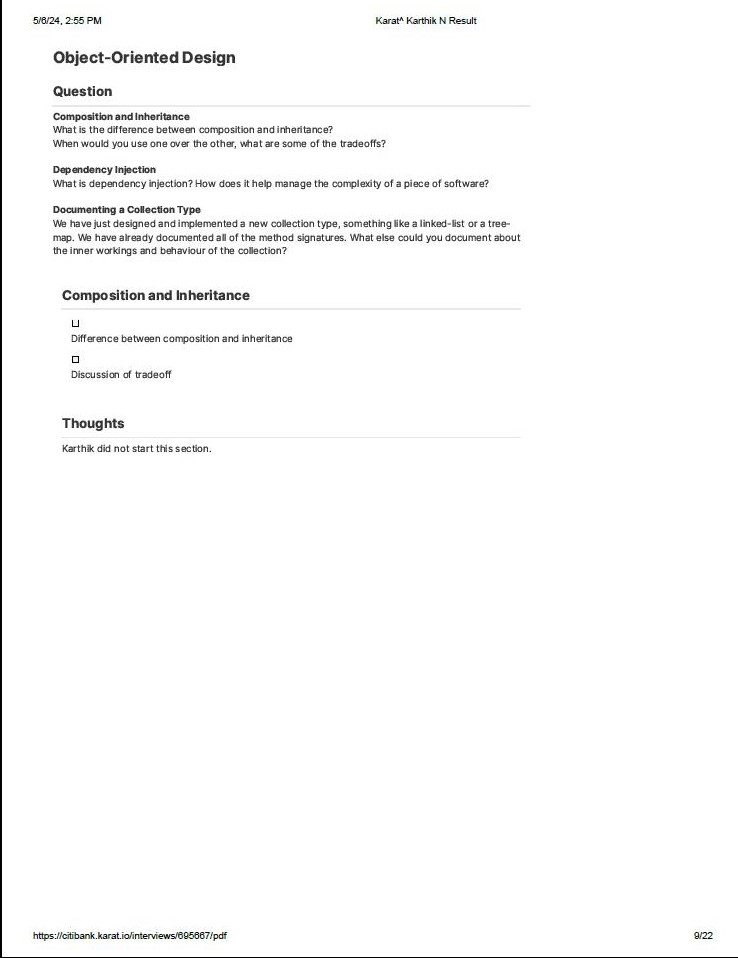 5/6/24, 2:55 PM
Karat^ Karthik N Result
Object-Oriented Design
Question
Composition and Inheritance
What is the difference between composition and inheritance?
When would you use one over the other, what are some of the tradeoffs?
Dependency Injection
What is dependency injection? How does it help manage the complexity of a piece of software?
Documenting a Collection Type
We have just designed and implemented a new collection type, something like a linked-list or a tree-
map. We have already documented all of the method signatures. What else could you document about
the inner workings and behaviour of the collection?
Composition and Inheritance
Difference between composition and inheritance
Discussion of tradeoff
Thoughts
Karthik did not start this section.
https://citibank.karat.io/interviews/695667/pdf
9/22